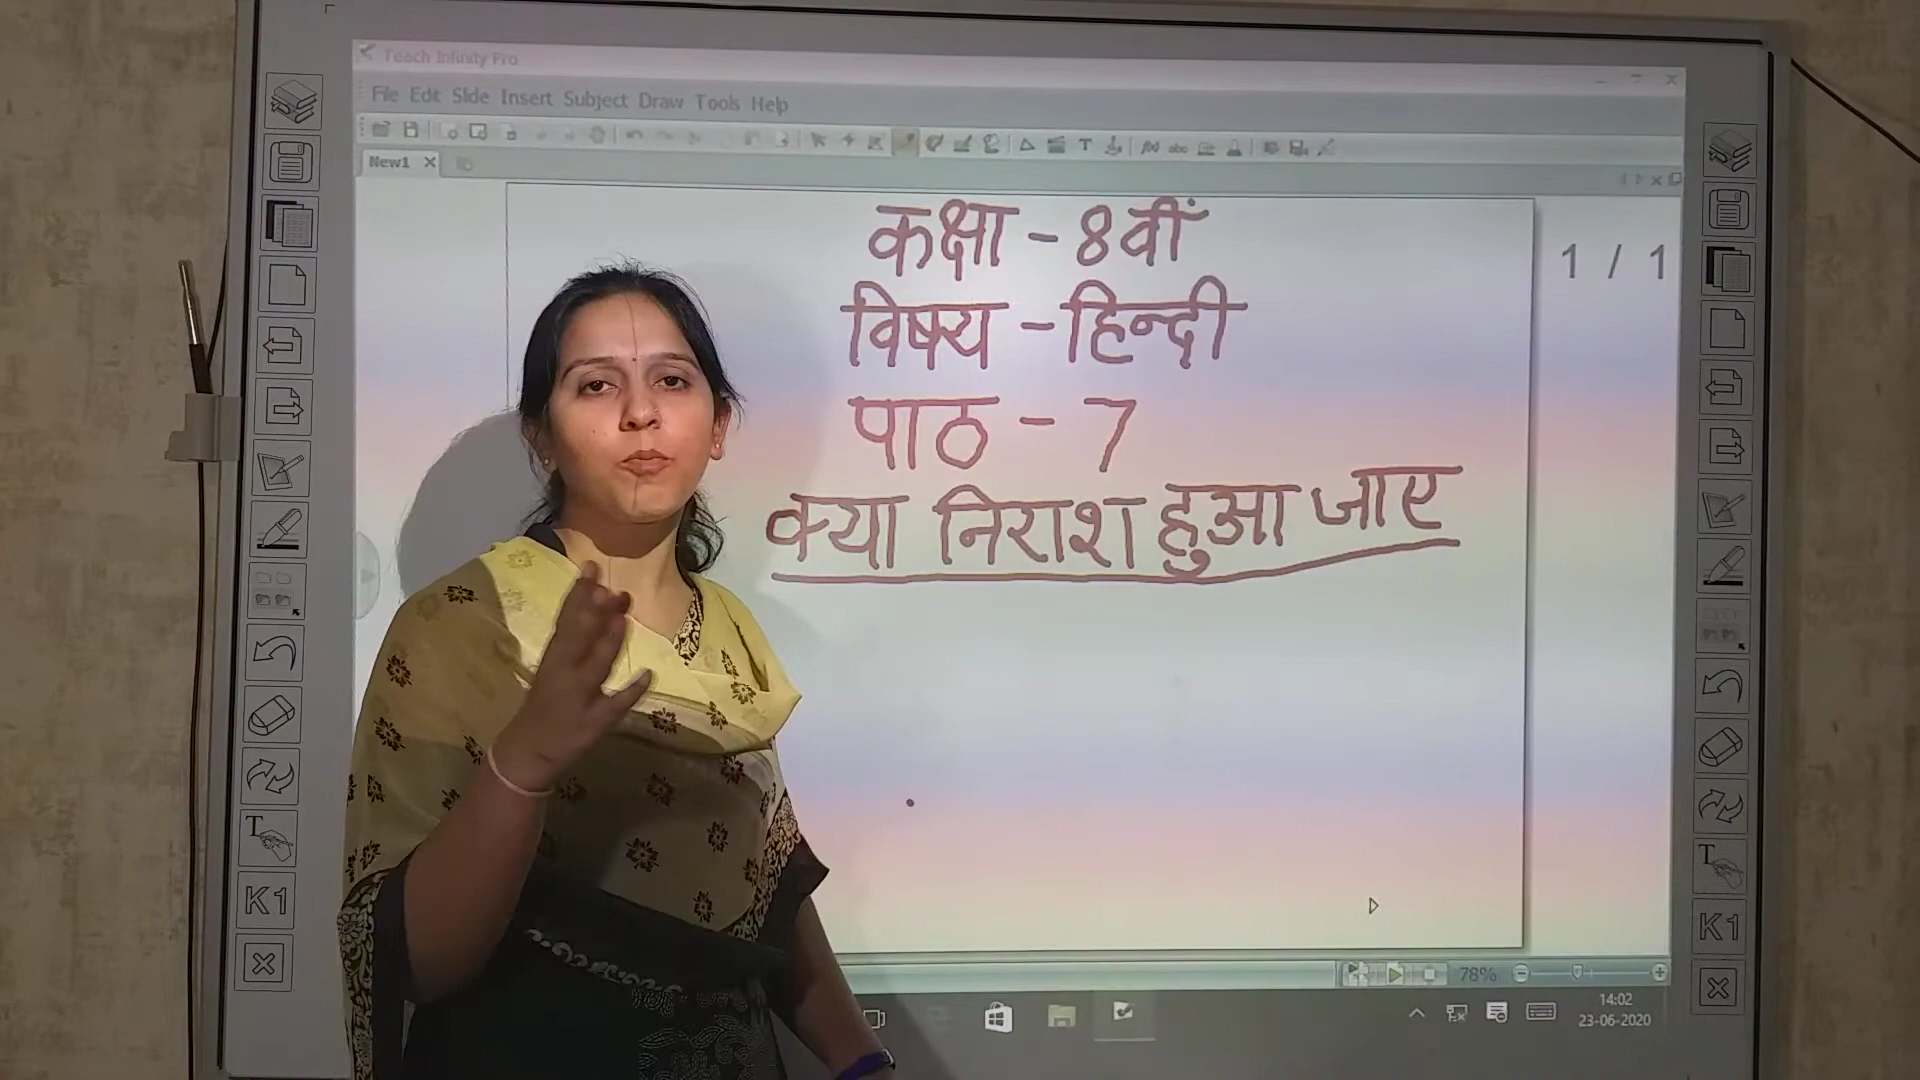 Teach Infinity Pro
File Edit Slide Insert Subject Draw Tools Help
New1
कक्षा - 8वीं
विषय - हिन्दी
पाठ - 7
क्या निराश हुआ जाए
1 / 1
T
K1
T
K1
78%
14:02
23-06-2020